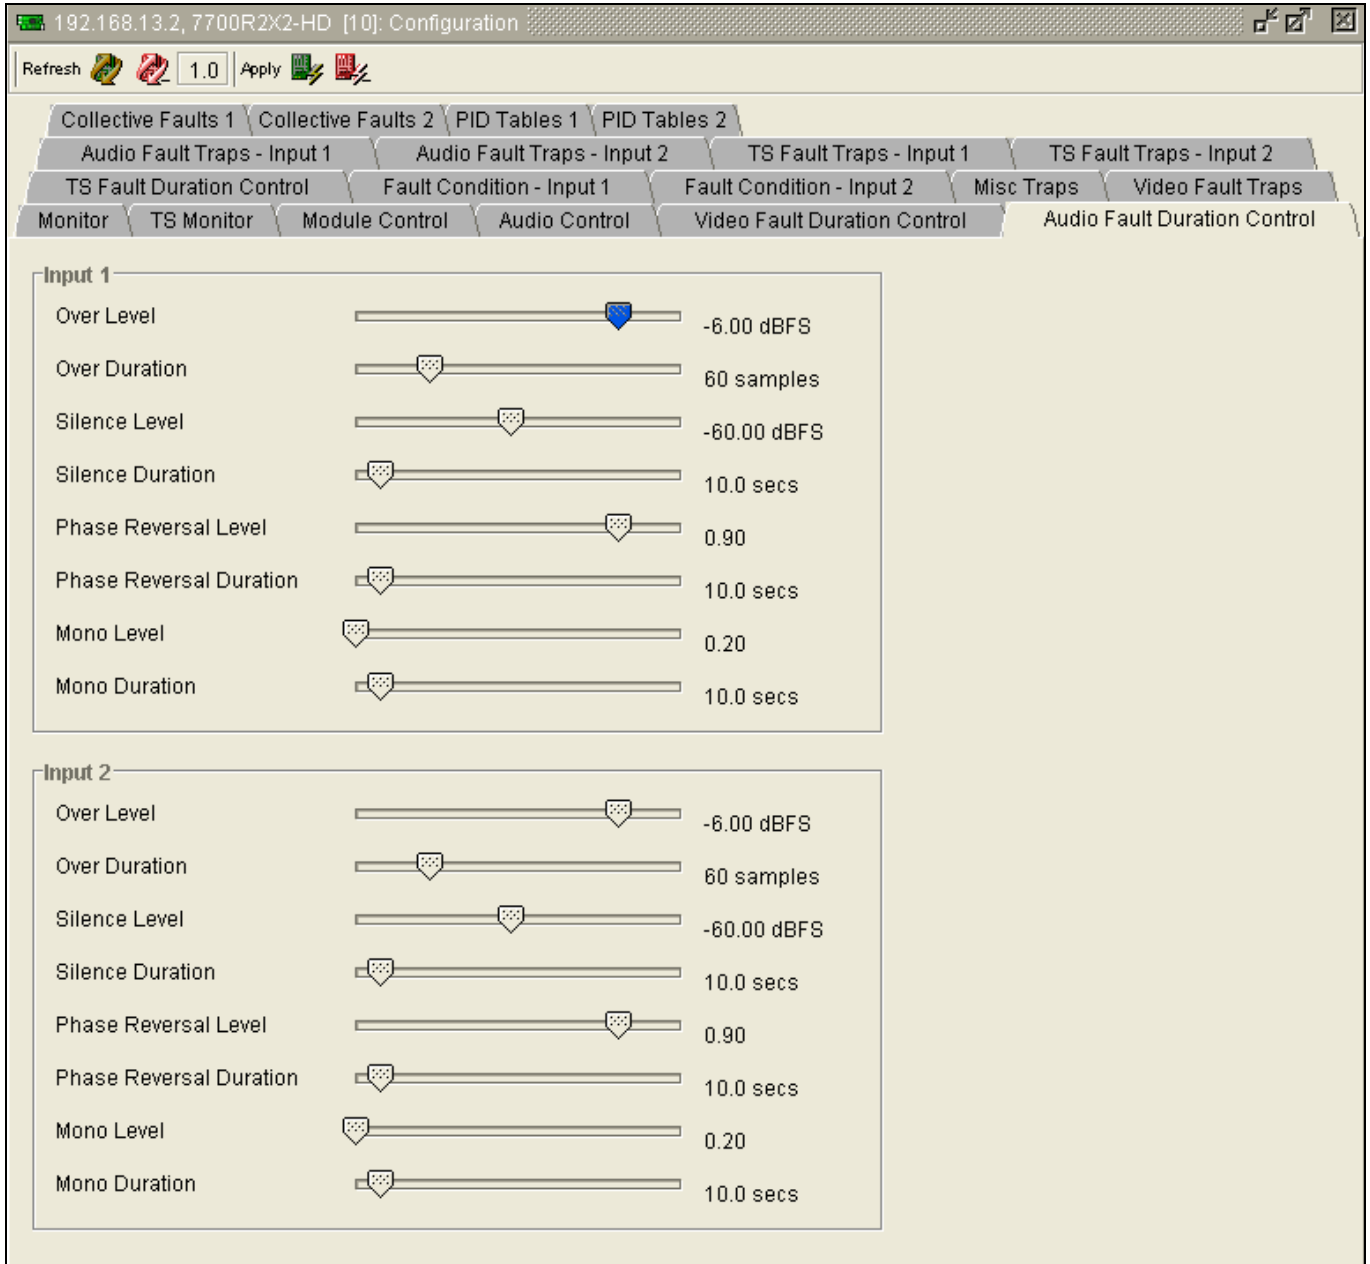 192.168.13.2, 7700R2X2-HD [10]: Configuration
Refresh 1.0 Apply
Collective Faults 1 Collective Faults 2 PID Tables 1 PID Tables 2
Audio Fault Traps - Input 1 Audio Fault Traps - Input 2 TS Fault Traps - Input 1 TS Fault Traps - Input 2
TS Fault Duration Control Fault Condition - Input 1 Fault Condition - Input 2 Misc Traps Video Fault Traps
Monitor TS Monitor Module Control Audio Control Video Fault Duration Control Audio Fault Duration Control
Input 1
Over Level -6.00 dBFS
Over Duration 60 samples
Silence Level -60.00 dBFS
Silence Duration 10.0 secs
Phase Reversal Level 0.90
Phase Reversal Duration 10.0 secs
Mono Level 0.20
Mono Duration 10.0 secs
Input 2
Over Level -6.00 dBFS
Over Duration 60 samples
Silence Level -60.00 dBFS
Silence Duration 10.0 secs
Phase Reversal Level 0.90
Phase Reversal Duration 10.0 secs
Mono Level 0.20
Mono Duration 10.0 secs